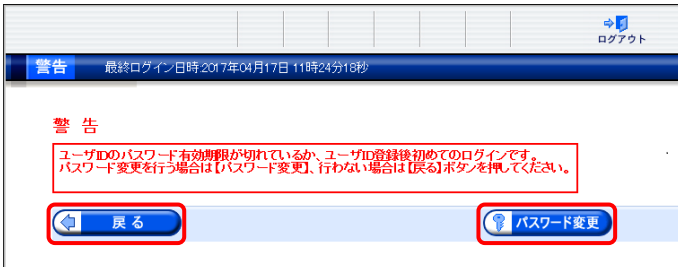 ログアウト
警告 最終ログイン日時:2017年04月17日 11時24分18秒
警 告
ユーザIDのパスワード有効期限が切れているか、ユーザID登録後初めてのログインです。
パスワード変更を行う場合は【パスワード変更】、行わない場合は【戻る】ボタンを押してください。
戻 る パスワード変更